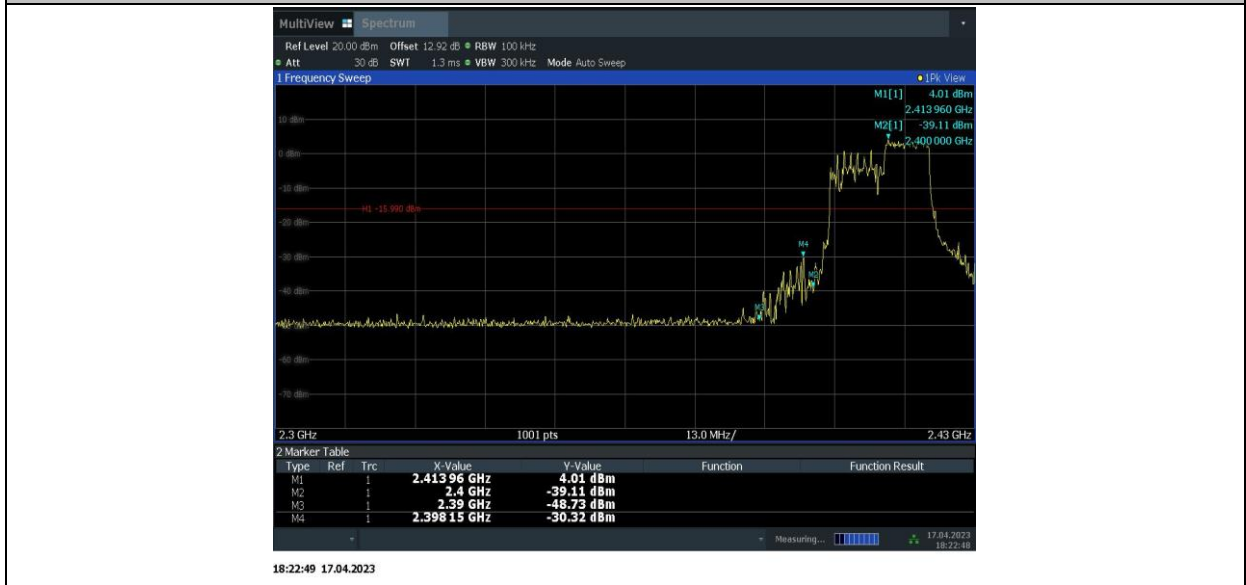 MultiView Spectrum
Ref Level 20.00 dBm Offset 12.92 dB RBW 100 kHz
Att 30 dB SWT 1.3 ms VBW 300 kHz Mode Auto Sweep
1 Frequency Sweep 1Pk View
M1[1] 4.01 dBm
2.413 960 GHz
10 dBm
M2[1] -39.11 dBm
2.400 000 GHz
0 dBm
-10 dBm
H1 -15.990 dBm
-20 dBm
M4
-30 dBm
M2
-40 dBm
M3
-60 dBm
-70 dBm
2.3 GHz 1001 pts 13.0 MHz/ 2.43 GHz
2 Marker Table
Type Ref Trc X-Value Y-Value Function Function Result
M1 1 2.413 96 GHz 4.01 dBm
M2 1 2.4 GHz -39.11 dBm
M3 1 2.39 GHz -48.73 dBm
M4 1 2.398 15 GHz -30.32 dBm
Measuring... 17.04.2023
18:22:48
18:22:49 17.04.2023